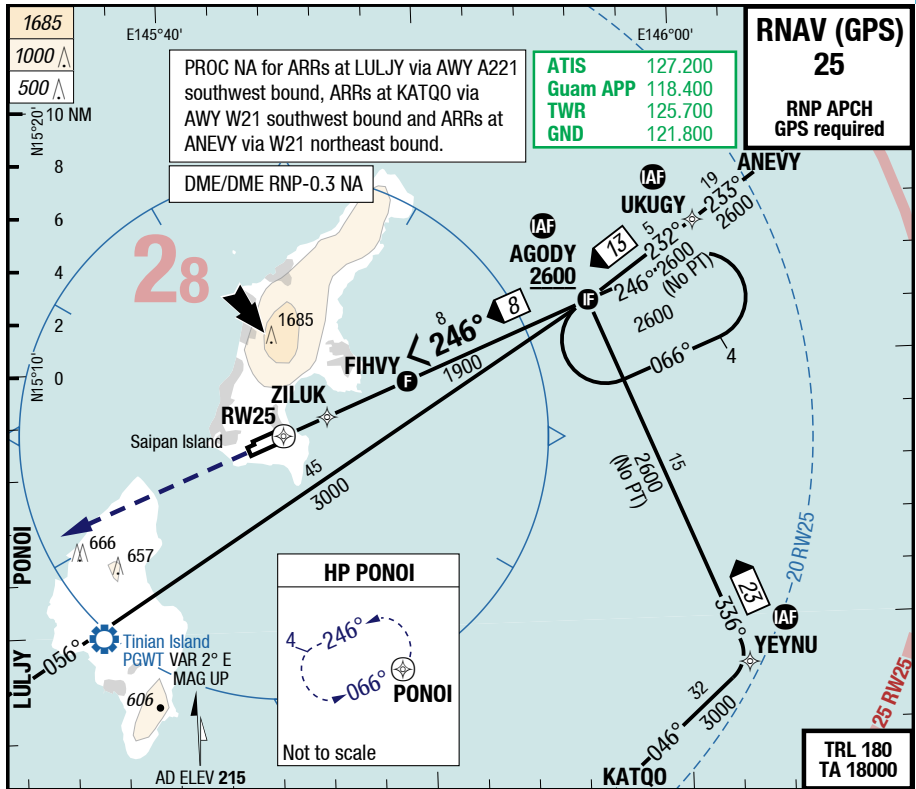 1685
1000
500
E145°40'
E146°00'
N15°20'
10 NM
8
6
4
2
0
N15°10'
PROC NA for ARRs at LULJY via AWY A221
southwest bound, ARRs at KATQO via
AWY W21 southwest bound and ARRs at
ANEVY via W21 northeast bound.
DME/DME RNP-0.3 NA
ATIS 127.200
Guam APP 118.400
TWR 125.700
GND 121.800
RNAV (GPS)
25
RNP APCH
GPS required
ANEVY
19
233°
2600
IAF
UKUGY
5
232°
2600
13
IAF
AGODY
2600
IF
246°
(No PT)
2600
066°
4
28
1685
8
8
246°
1900
FIHVY
F
ZILUK
RW25
Saipan Island
45
3000
15
2600
(No PT)
20 RW25
23
336°
IAF
YEYNU
32
3000
046°
KATQO
25 RW25
PONOI
666
657
Tinian Island
PGWT
VAR 2° E
MAG UP
056°
LULJY
606
AD ELEV 215
HP PONOI
4
246°
066°
PONOI
Not to scale
TRL 180
TA 18000